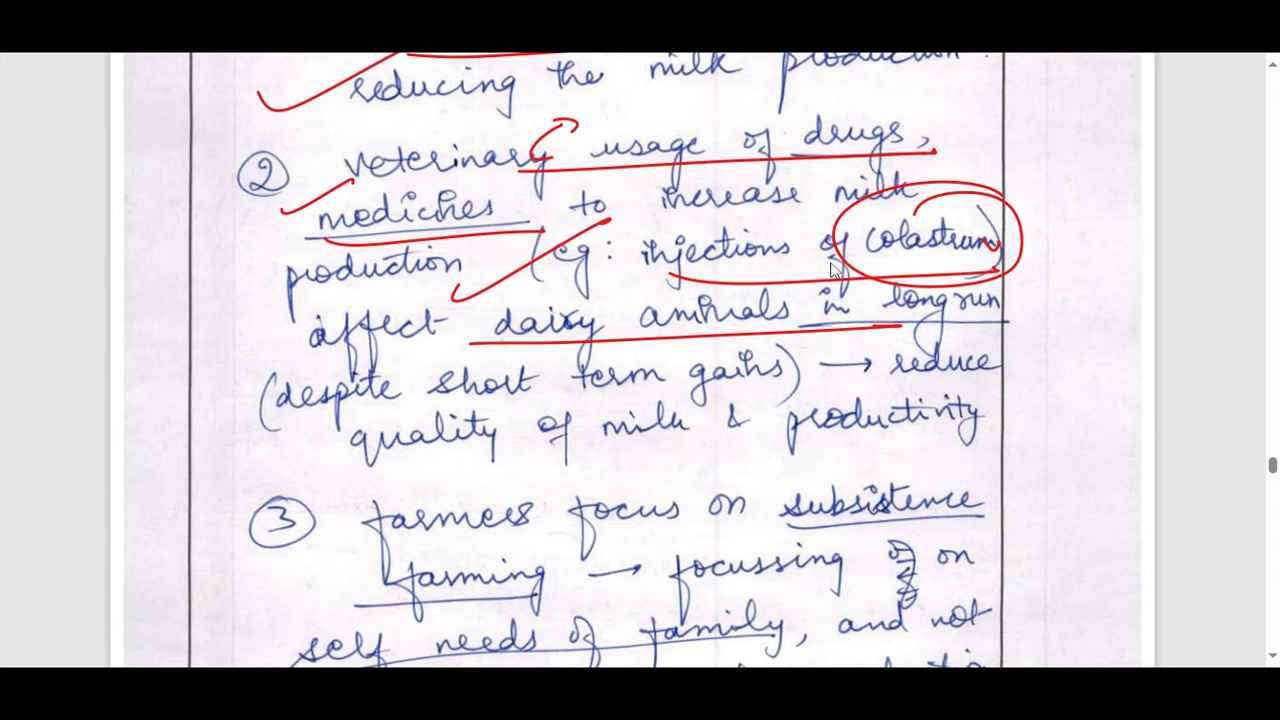 reducing the milk production
② Veterinary usage of drugs,
medicines to increase milk
production (eg: injections of Colastrum)
affect dairy animals in long run
(despite short term gains) → reduce
quality of milk & productivity
③ farmers focus on subsistence
farming → focussing on
self needs of family, and not